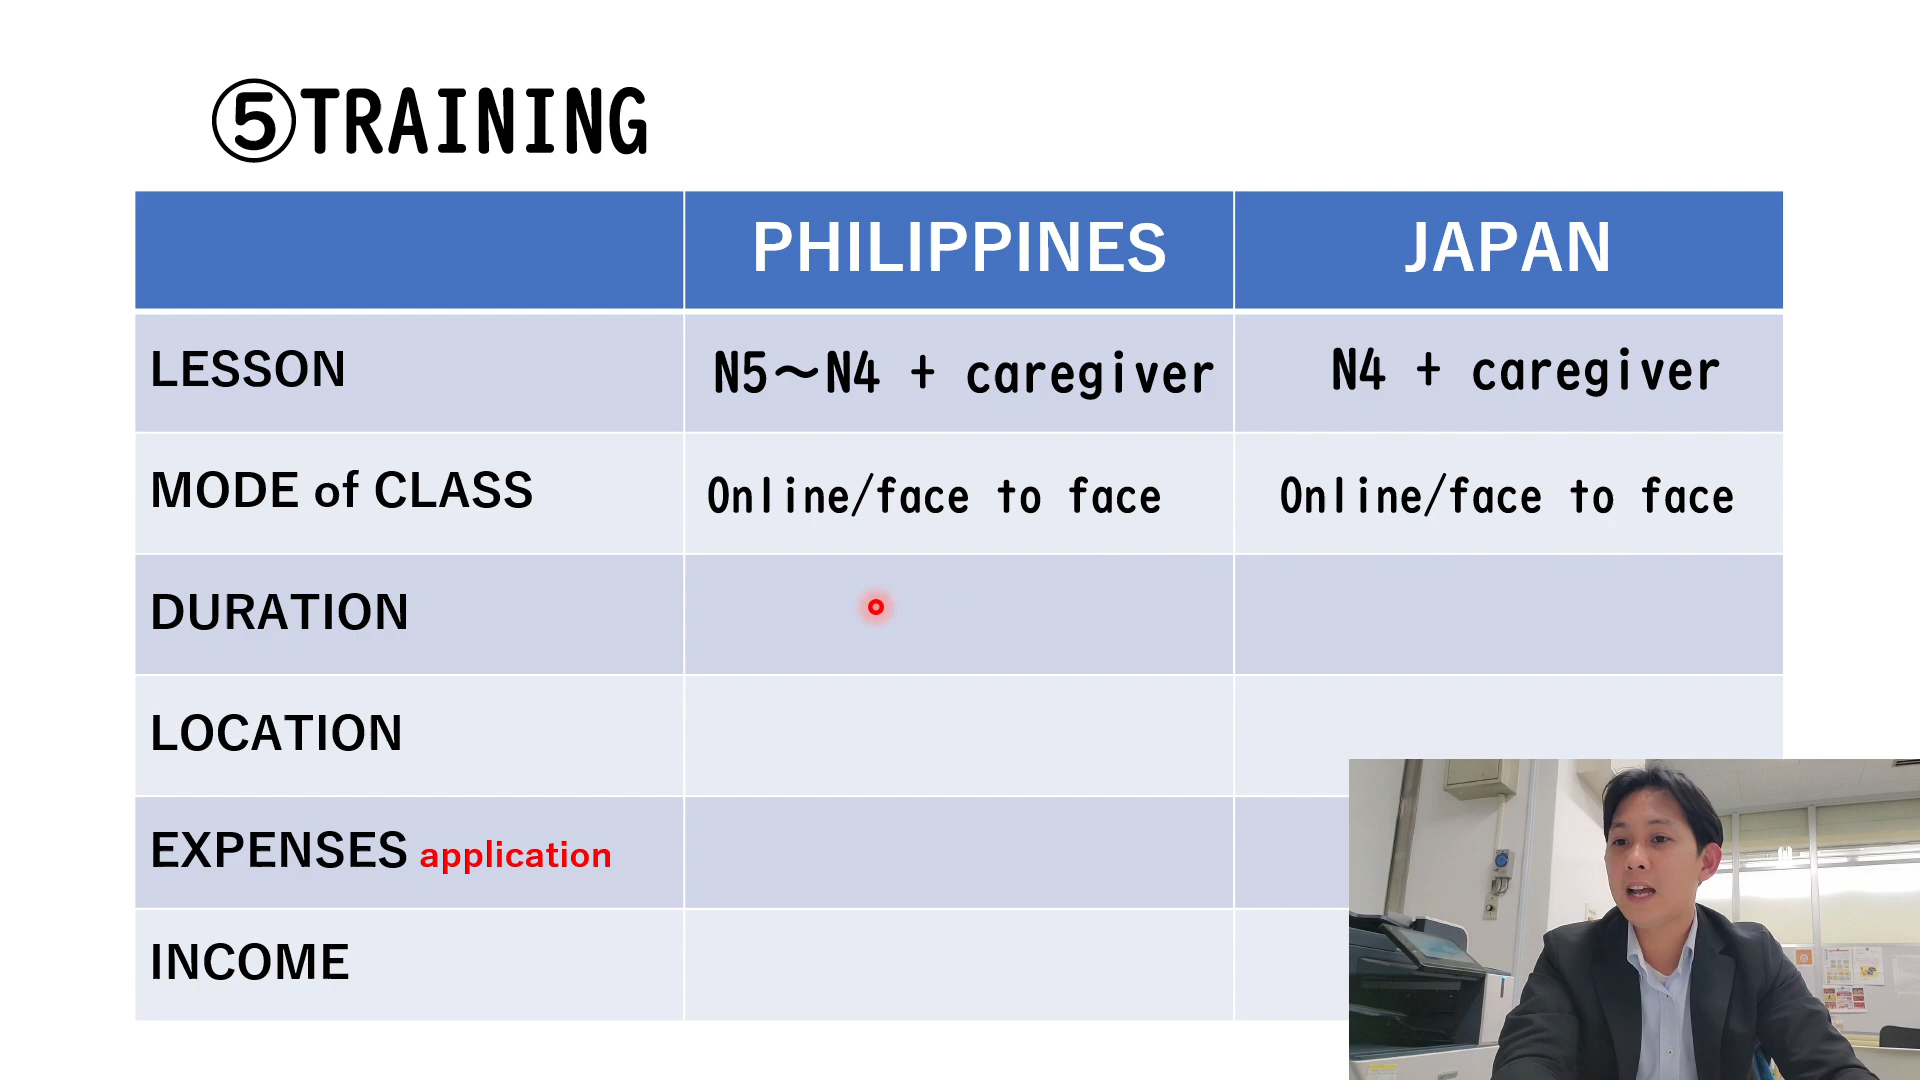 ⑤TRAINING
PHILIPPINES JAPAN
LESSON N5～N4 + caregiver N4 + caregiver
MODE of CLASS Online/face to face Online/face to face
DURATION
LOCATION
EXPENSES application
INCOME